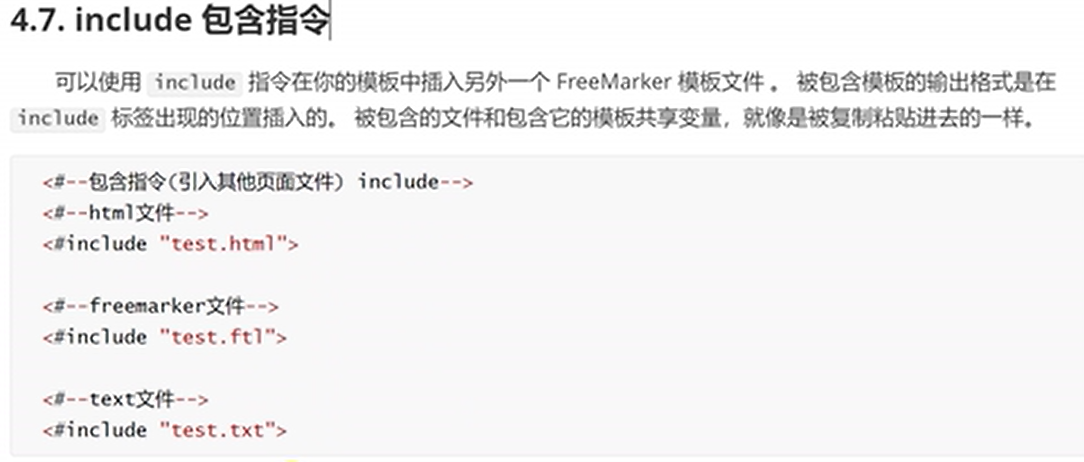 4.7. include 包含指令
可以使用 include 指令在你的模板中插入另外一个 FreeMarker 模板文件 。 被包含模板的输出格式是在
include 标签出现的位置插入的。 被包含的文件和包含它的模板共享变量，就像是被复制粘贴进去的一样。
<#--包含指令(引入其他页面文件) include-->
<#--html文件-->
<#include "test.html">
<#--freemarker文件-->
<#include "test.ftl">
<#--text文件-->
<#include "test.txt">